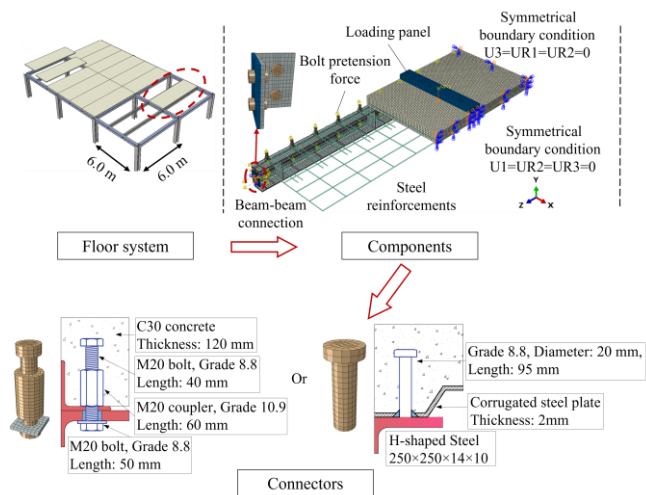 Symmetrical
boundary condition
U3=UR1=UR2=0
Loading panel
Bolt pretension
force
6.0 m
6.0 m
Beam-beam
connection
Steel
reinforcements
Symmetrical
boundary condition
U1=UR2=UR3=0
Y
Z
X
Floor system
Components
C30 concrete
Thickness: 120 mm
M20 bolt, Grade 8.8
Length: 40 mm
M20 coupler, Grade 10.9
Length: 60 mm
M20 bolt, Grade 8.8
Length: 50 mm
Or
Grade 8.8, Diameter: 20 mm,
Length: 95 mm
Corrugated steel plate
Thickness: 2mm
H-shaped Steel
250×250×14×10
Connectors